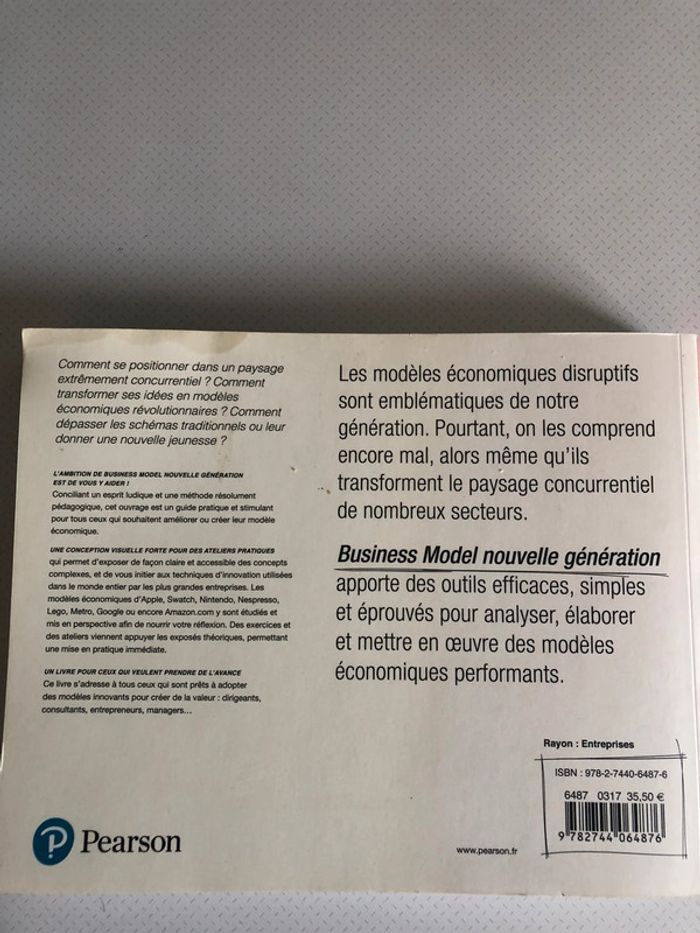 Comment se positionner dans un paysage
extrêmement concurrentiel ? Comment
transformer ses idées en modèles
économiques révolutionnaires ? Comment
dépasser les schémas traditionnels ou leur
donner une nouvelle jeunesse ?
L'AMBITION DE BUSINESS MODEL NOUVELLE GÉNÉRATION
EST DE VOUS Y AIDER !
Conciliant un esprit ludique et une méthode résolument
pédagogique, cet ouvrage est un guide pratique et stimulant
pour tous ceux qui souhaitent améliorer ou créer leur modèle
économique.
UNE CONCEPTION VISUELLE FORTE POUR DES ATELIERS PRATIQUES
qui permet d'exposer de façon claire et accessible des concepts
complexes, et de vous initier aux techniques d'innovation utilisées
dans le monde entier par les plus grandes entreprises. Les
modèles économiques d'Apple, Swatch, Nintendo, Nespresso,
Lego, Metro, Google ou encore Amazon.com y sont étudiés et
mis en perspective afin de nourrir votre réflexion. Des exercices et
des ateliers viennent appuyer les exposés théoriques, permettant
une mise en pratique immédiate.
UN LIVRE POUR CEUX QUI VEULENT PRENDRE DE L'AVANCE
Ce livre s'adresse à tous ceux qui sont prêts à adopter
des modèles innovants pour créer de la valeur : dirigeants,
consultants, entrepreneurs, managers...
Les modèles économiques disruptifs
sont emblématiques de notre
génération. Pourtant, on les comprend
encore mal, alors même qu'ils
transforment le paysage concurrentiel
de nombreux secteurs.
Business Model nouvelle génération
apporte des outils efficaces, simples
et éprouvés pour analyser, élaborer
et mettre en œuvre des modèles
économiques performants.
Rayon : Entreprises
ISBN : 978-2-7440-6487-6
6487 0317 35,50 €
9 782744 064876
P Pearson
www.pearson.fr